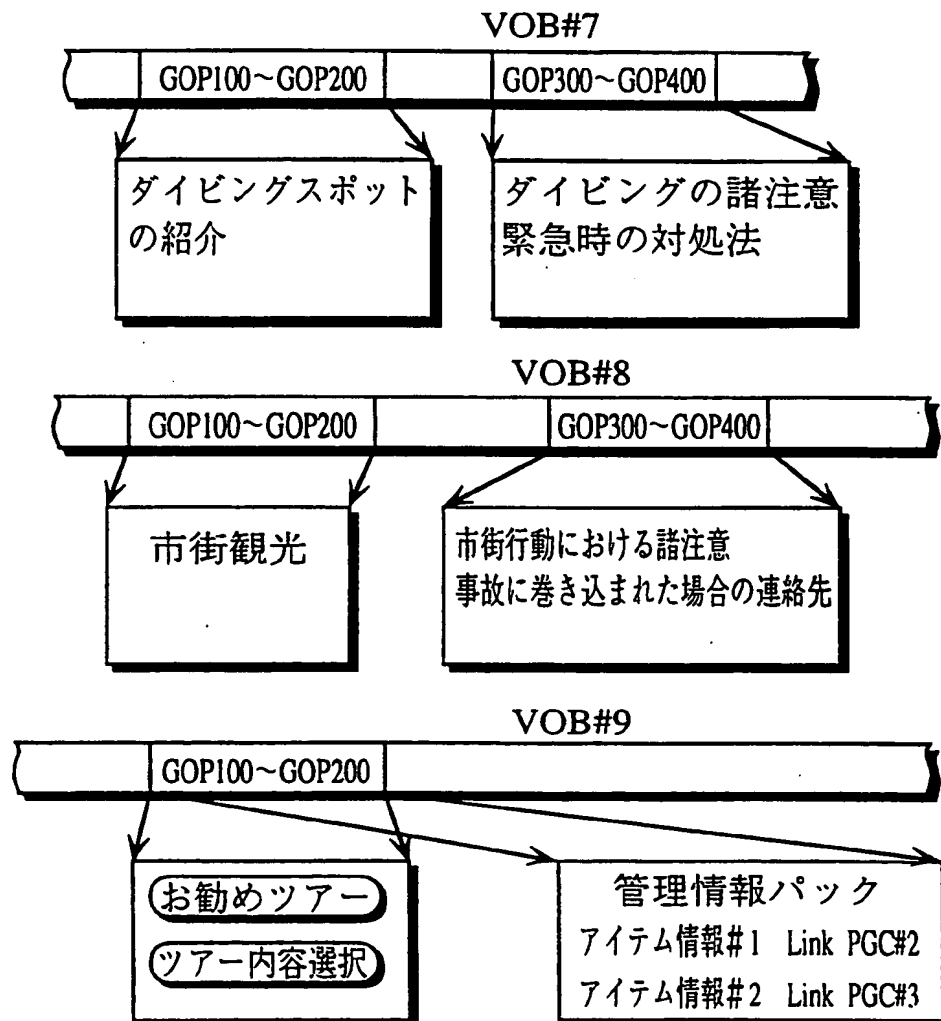 VOB#7
GOP100~GOP200 GOP300~GOP400
ダイビングスポット
の紹介
ダイビングの諸注意
緊急時の対処法
VOB#8
GOP100~GOP200 GOP300~GOP400
市街観光
市街行動における諸注意
事故に巻き込まれた場合の連絡先
VOB#9
GOP100~GOP200
お勧めツアー
ツアー内容選択
管理情報パック
アイテム情報#1 Link PGC#2
アイテム情報#2 Link PGC#3